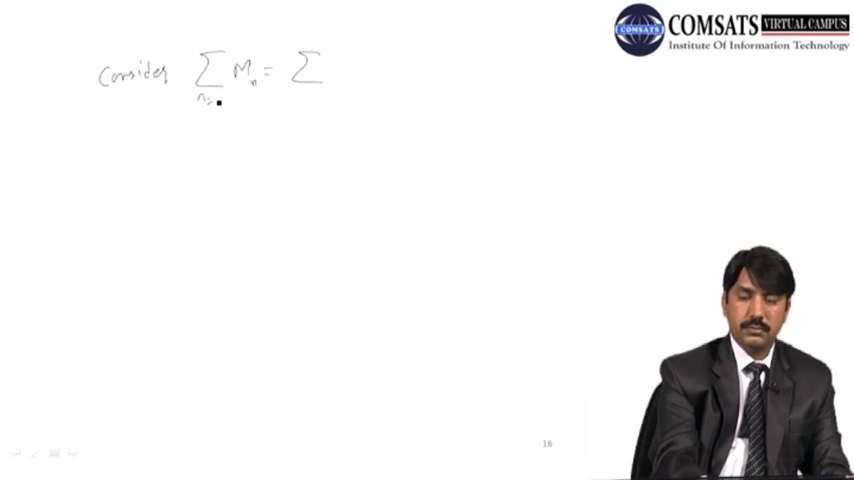 COMSATS VIRTUAL CAMPUS
Institute Of Information Technology
Consider ∑ Mn = ∑
n=
16